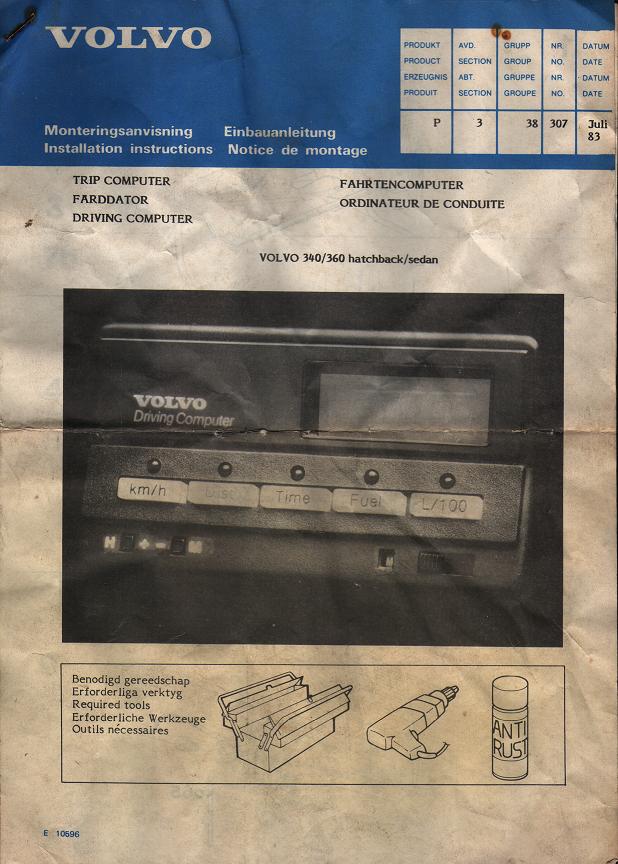 VOLVO
Monteringsanvisning Einbauanleitung
Installation instructions Notice de montage
PRODUKT AVD. GRUPP NR. DATUM
PRODUCT SECTION GROUP NO. DATE
ERZEUGNIS ABT. GRUPPE NR. DATUM
PRODUIT SECTION GROUPE NO. DATE
P 3 38 307 Juli
83
TRIP COMPUTER
FARDDATOR
DRIVING COMPUTER
FAHRTENCOMPUTER
ORDINATEUR DE CONDUITE
VOLVO 340/360 hatchback/sedan
VOLVO
Driving Computer
km/h Dist Time Fuel L/100
H + - M
Benodigd gereedschap
Erforderliga verktyg
Required tools
Erforderliche Werkzeuge
Outils nécessaires
ANTI
RUST
E 10596